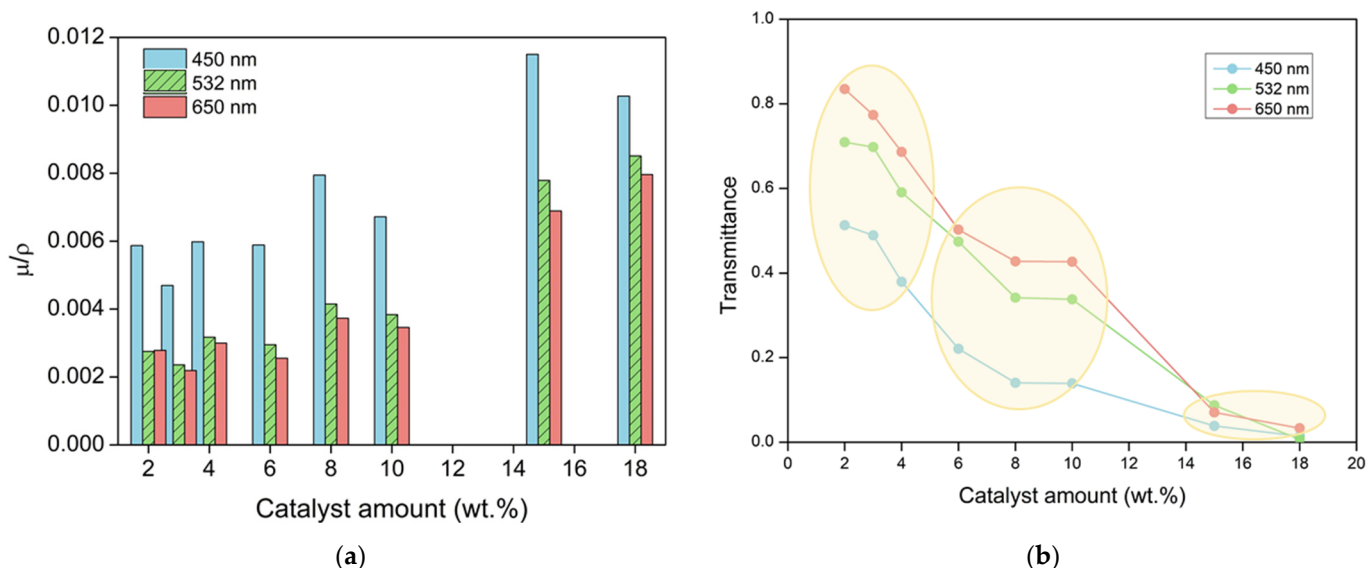 0.012
0.010
0.008
0.006
0.004
0.002
0.000
μ/ρ
450 nm
532 nm
650 nm
2 4 6 8 10 12 14 16 18
Catalyst amount (wt.%)
(a)
1.0
0.8
0.6
0.4
0.2
0.0
Transmittance
450 nm
532 nm
650 nm
0 2 4 6 8 10 12 14 16 18 20
Catalyst amount (wt.%)
(b)